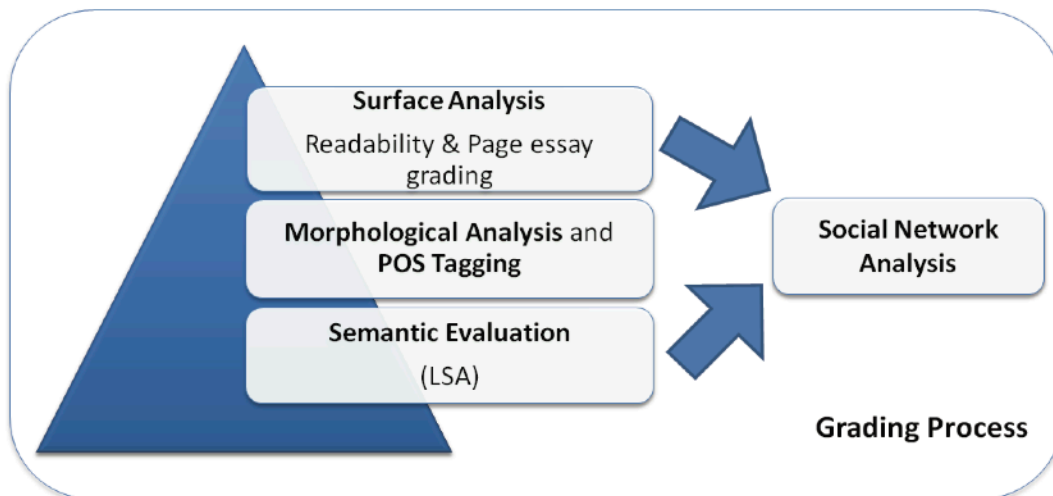 Surface Analysis
Readability & Page essay
grading
Morphological Analysis and
POS Tagging
Semantic Evaluation
(LSA)
Social Network
Analysis
Grading Process